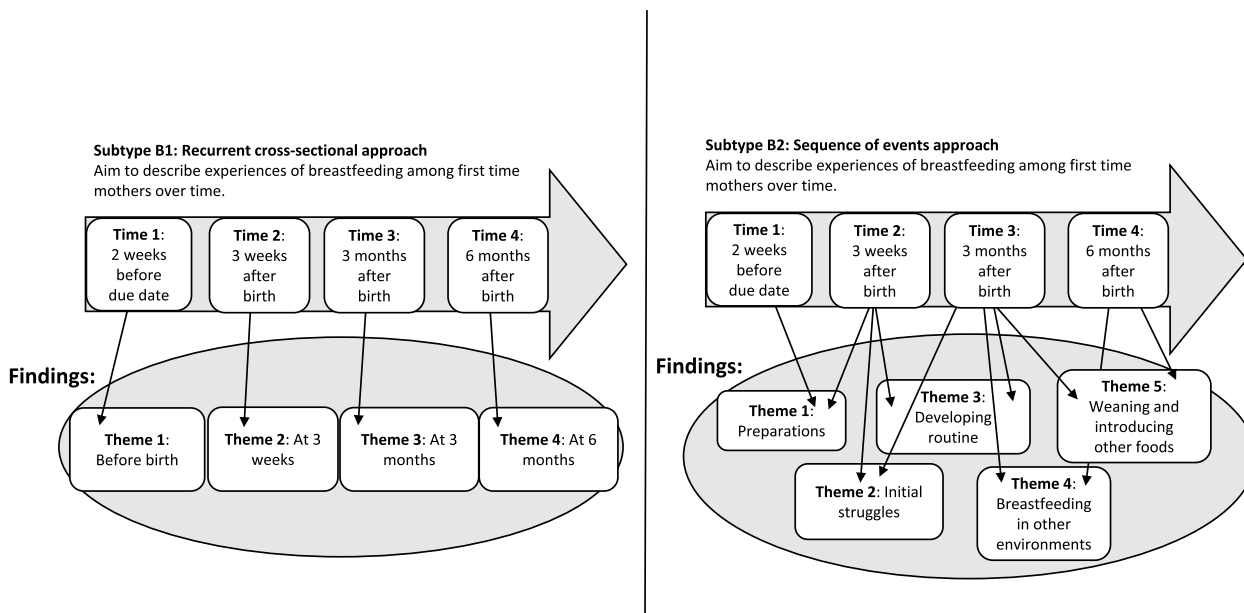 Subtype B1: Recurrent cross-sectional approach
Aim to describe experiences of breastfeeding among first time
mothers over time.
Time 1:
2 weeks
before
due date
Time 2:
3 weeks
after
birth
Time 3:
3 months
after
birth
Time 4:
6 months
after
birth
Findings:
Theme 1:
Before birth
Theme 2: At 3
weeks
Theme 3: At 3
months
Theme 4: At 6
months
Subtype B2: Sequence of events approach
Aim to describe experiences of breastfeeding among first time
mothers over time.
Time 1:
2 weeks
before
due date
Time 2:
3 weeks
after
birth
Time 3:
3 months
after
birth
Time 4:
6 months
after
birth
Findings:
Theme 1:
Preparations
Theme 3:
Developing
routine
Theme 5:
Weaning and
introducing
other foods
Theme 2: Initial
struggles
Theme 4:
Breastfeeding
in other
environments